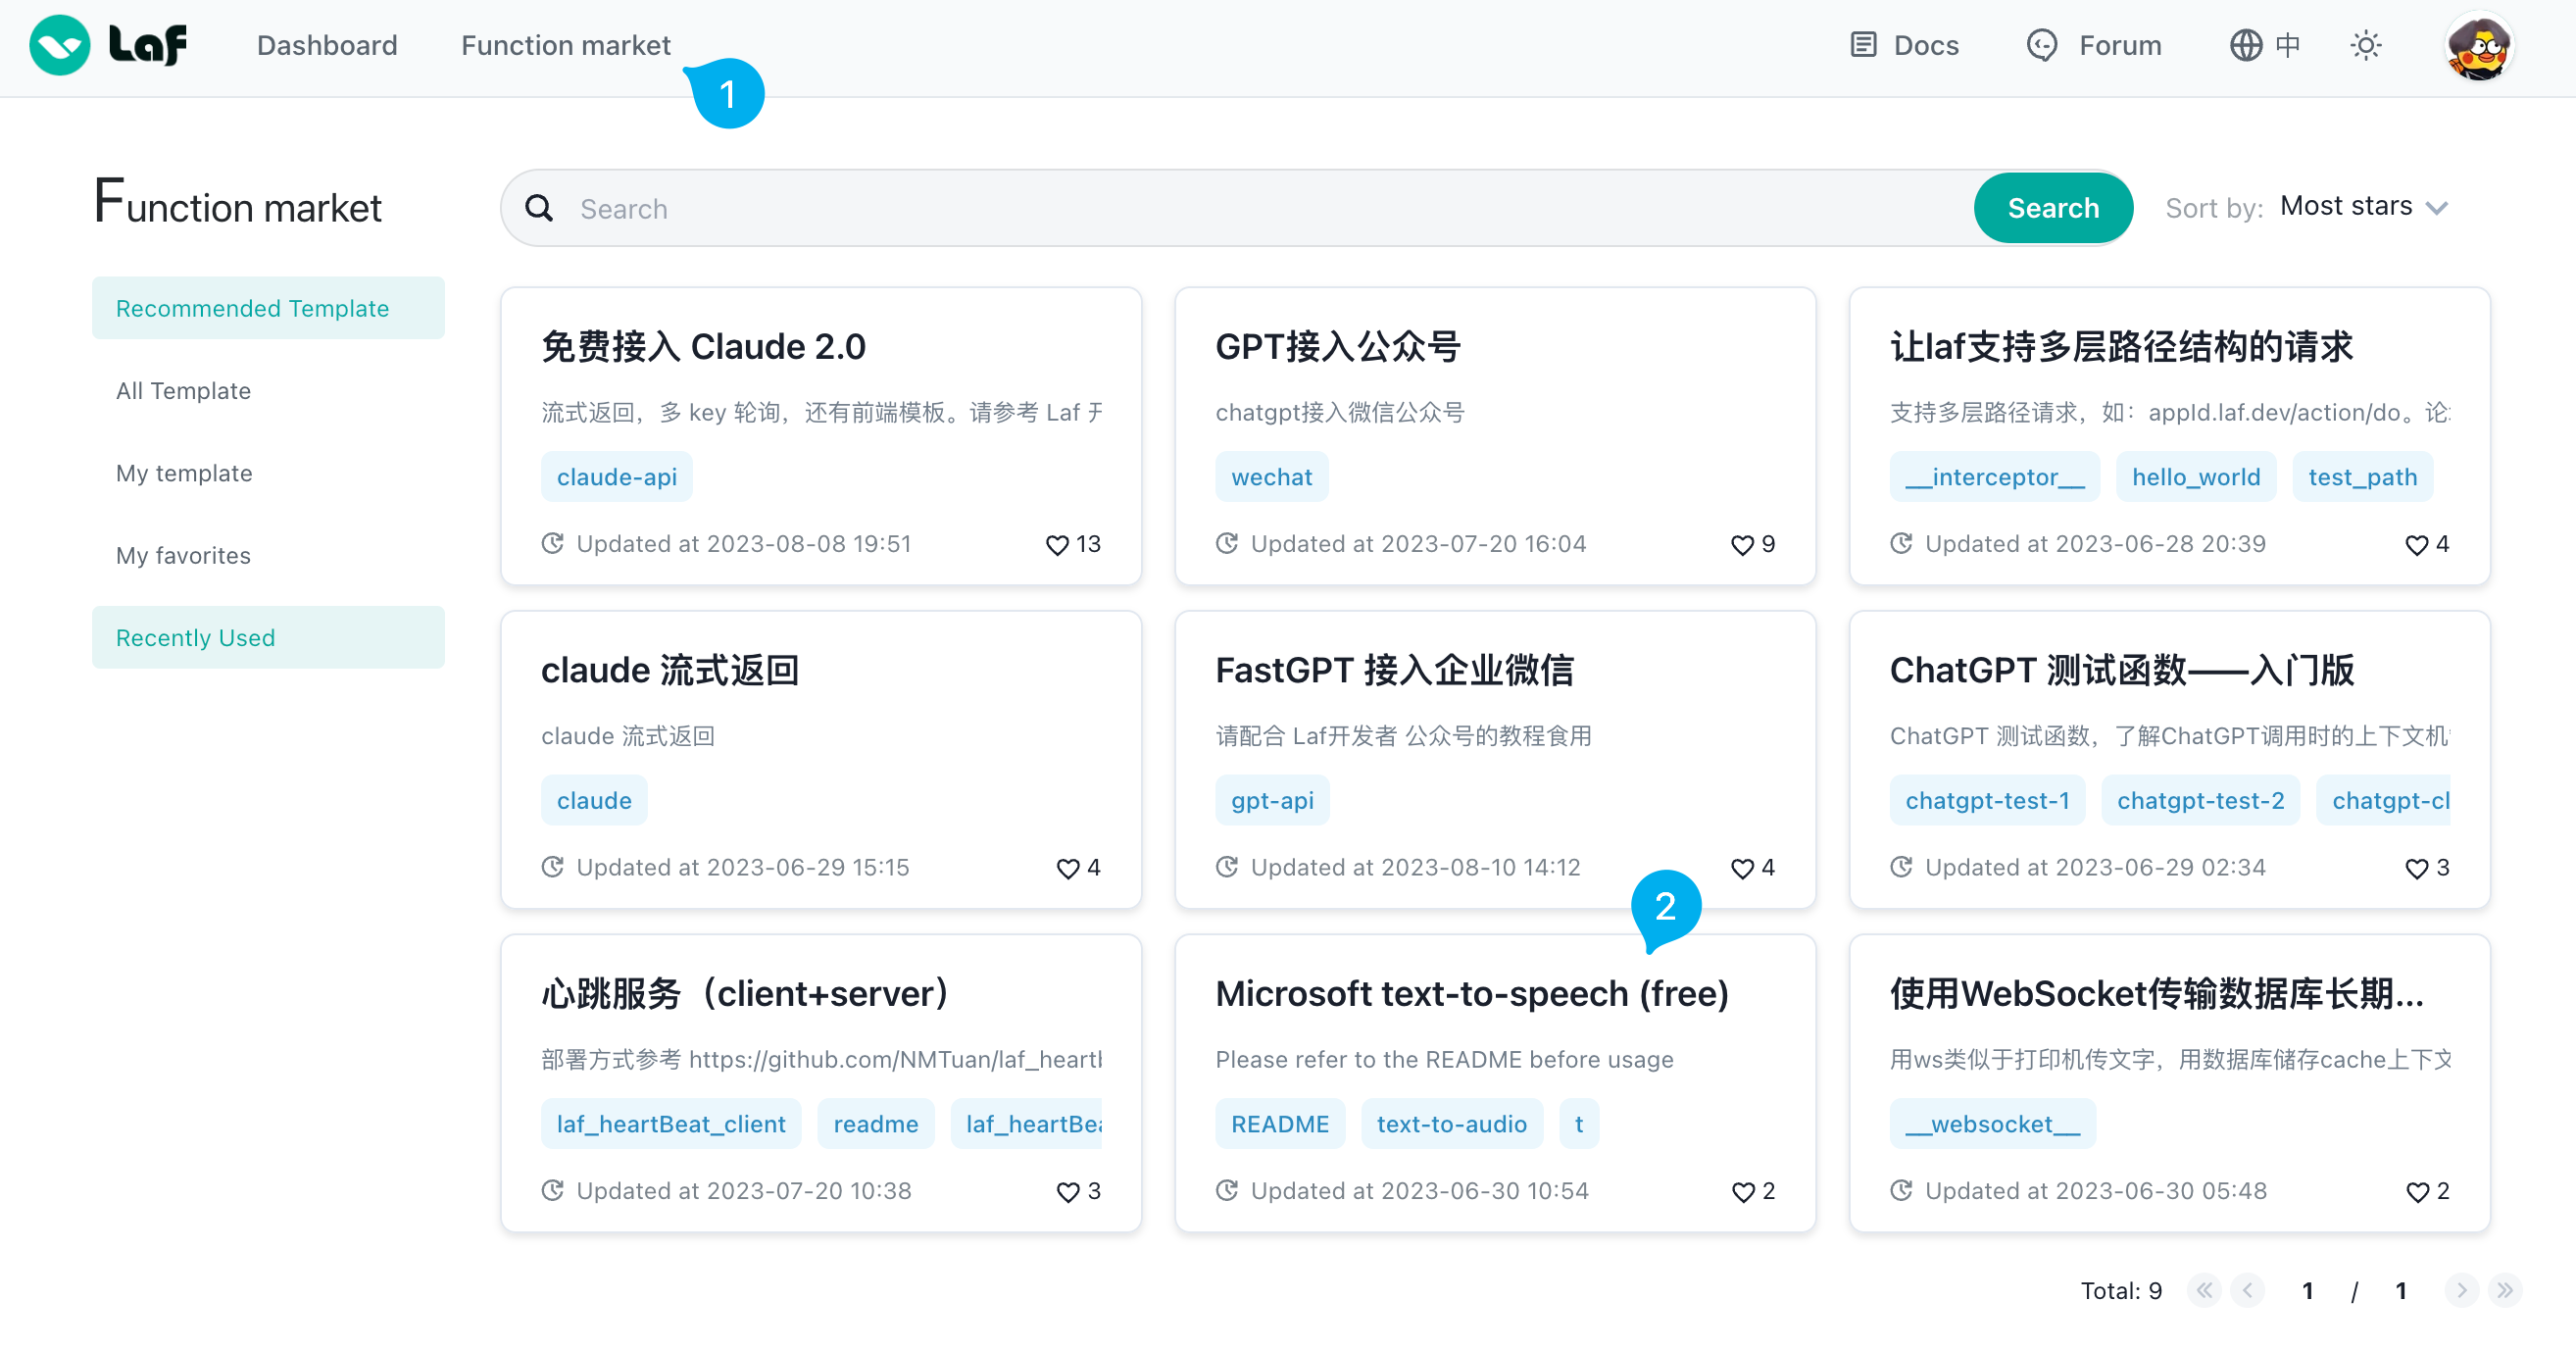 Laf
Dashboard
Function market
Docs
Forum
中
1
Function market
Search
Search
Sort by:
Most stars
Recommended Template
All Template
My template
My favorites
Recently Used
免费接入 Claude 2.0
流式返回，多 key 轮询，还有前端模板。请参考 Laf 开
claude-api
Updated at 2023-08-08 19:51
13
GPT接入公众号
chatgpt接入微信公众号
wechat
Updated at 2023-07-20 16:04
9
让laf支持多层路径结构的请求
支持多层路径请求，如：appId.laf.dev/action/do。论
__interceptor__
hello_world
test_path
Updated at 2023-06-28 20:39
4
claude 流式返回
claude 流式返回
claude
Updated at 2023-06-29 15:15
4
FastGPT 接入企业微信
请配合 Laf开发者 公众号的教程食用
gpt-api
Updated at 2023-08-10 14:12
4
ChatGPT 测试函数——入门版
ChatGPT 测试函数，了解ChatGPT调用时的上下文机
chatgpt-test-1
chatgpt-test-2
chatgpt-cl
Updated at 2023-06-29 02:34
3
2
心跳服务（client+server）
部署方式参考 https://github.com/NMTuan/laf_heart
laf_heartBeat_client
readme
laf_heartBea
Updated at 2023-07-20 10:38
3
Microsoft text-to-speech (free)
Please refer to the README before usage
README
text-to-audio
t
Updated at 2023-06-30 10:54
2
使用WebSocket传输数据库长期...
用ws类似于打印机传文字，用数据库储存cache上下文
__websocket__
Updated at 2023-06-30 05:48
2
Total: 9
1 / 1